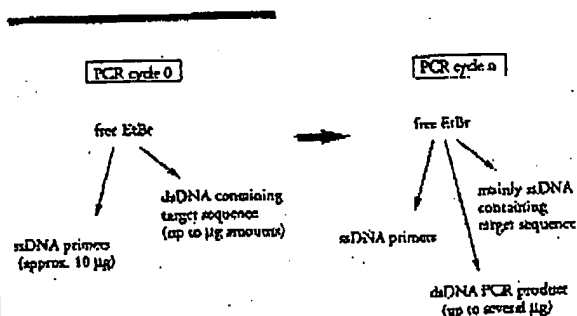 PCR cycle 0
free EtBr
dsDNA containing
target sequence
(up to µg amounts)
ssDNA primers
(approx. 10 µg)
PCR cycle n
free EtBr
mainly ssDNA
containing
target sequence
ssDNA primers
dsDNA PCR product
(up to several µg)